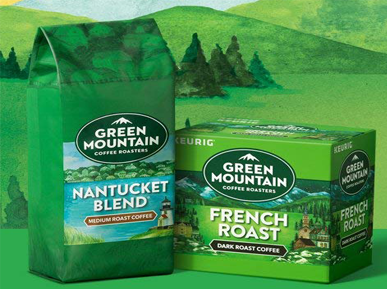 GREEN
MOUNTAIN
COFFEE ROASTERS
NANTUCKET
BLEND
MEDIUM ROAST COFFEE
KEURIG
GREEN
MOUNTAIN
COFFEE ROASTERS
FRENCH
ROAST
DARK ROAST COFFEE
KEURIG
GREEN
MOUNTAIN
FRENCH
ROAST